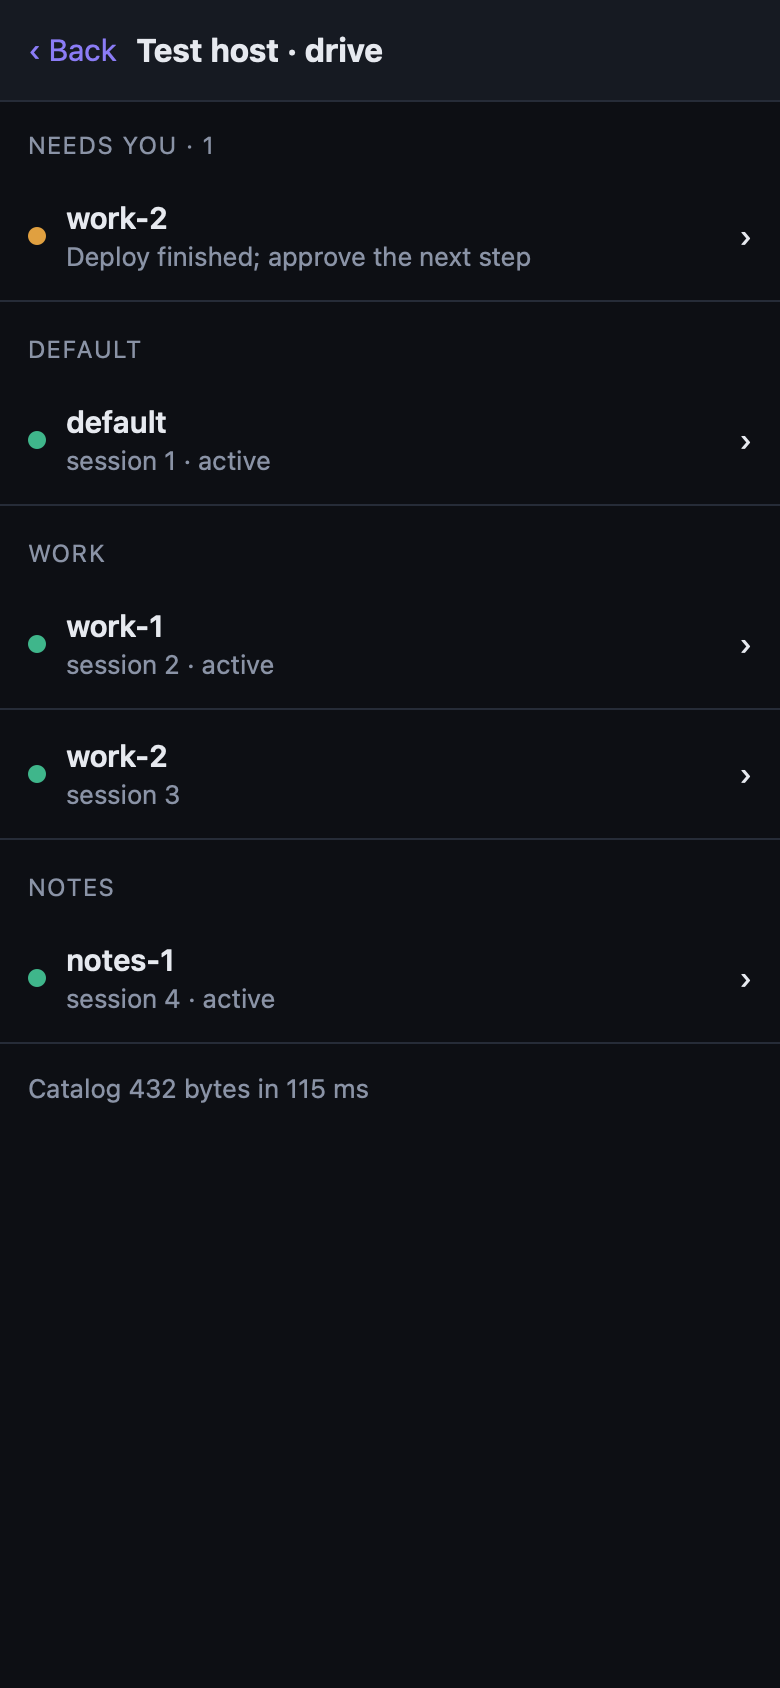 ‹ Back Test host · drive
NEEDS YOU · 1
work-2
Deploy finished; approve the next step
›
DEFAULT
default
session 1 · active
›
WORK
work-1
session 2 · active
›
work-2
session 3
›
NOTES
notes-1
session 4 · active
›
Catalog 432 bytes in 115 ms